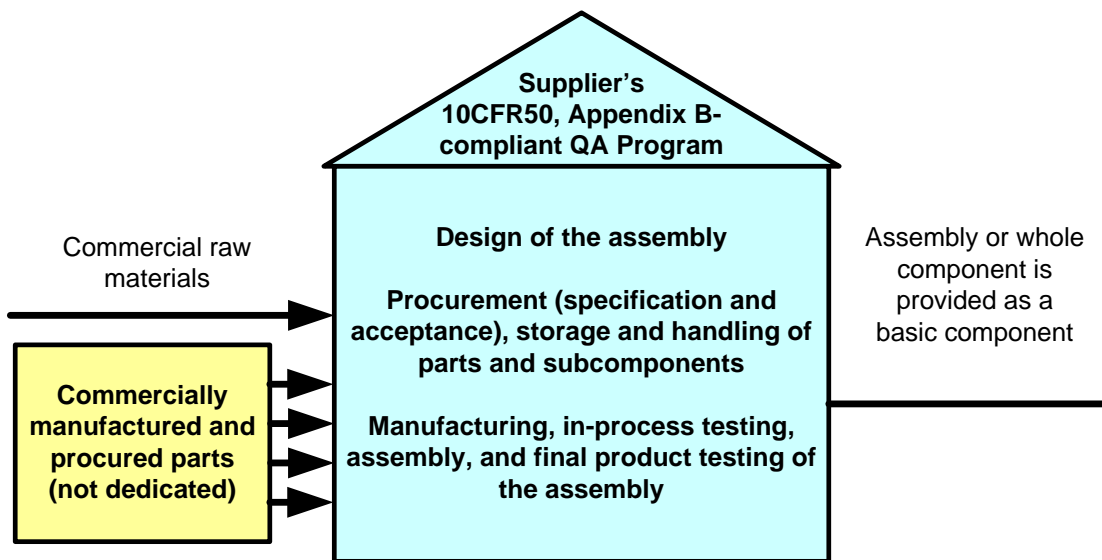 Supplier's
10CFR50, Appendix B-
compliant QA Program
Commercial raw
materials
Commercially
manufactured and
procured parts
(not dedicated)
Design of the assembly
Procurement (specification and
acceptance), storage and handling of
parts and subcomponents
Manufacturing, in-process testing,
assembly, and final product testing of
the assembly
Assembly or whole
component is
provided as a
basic component